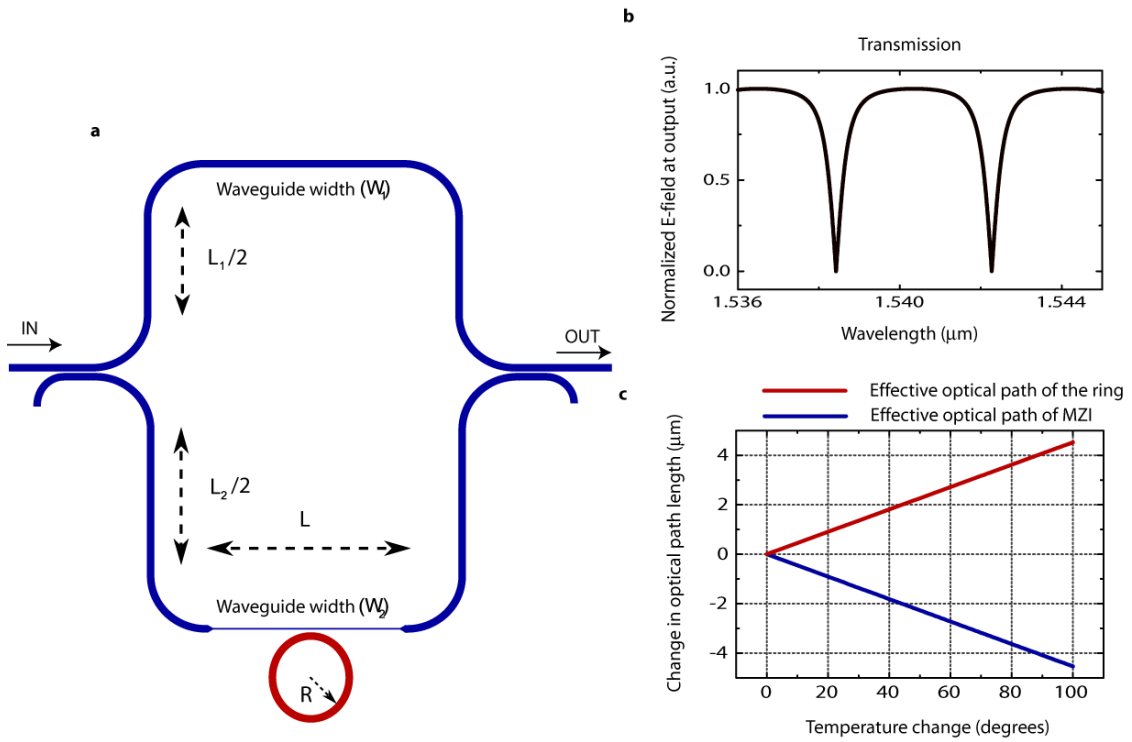 a
Waveguide width (W₁)
L₁/2
IN
OUT
L₂/2
L
Waveguide width (W₂)
R
b
Transmission
Normalized E-field at output (a.u.)
1.0
0.5
0.0
1.536
1.540
1.544
Wavelength (μm)
Effective optical path of the ring
Effective optical path of MZI
c
Change in optical path length (μm)
4
2
0
-2
-4
0
20
40
60
80
100
Temperature change (degrees)